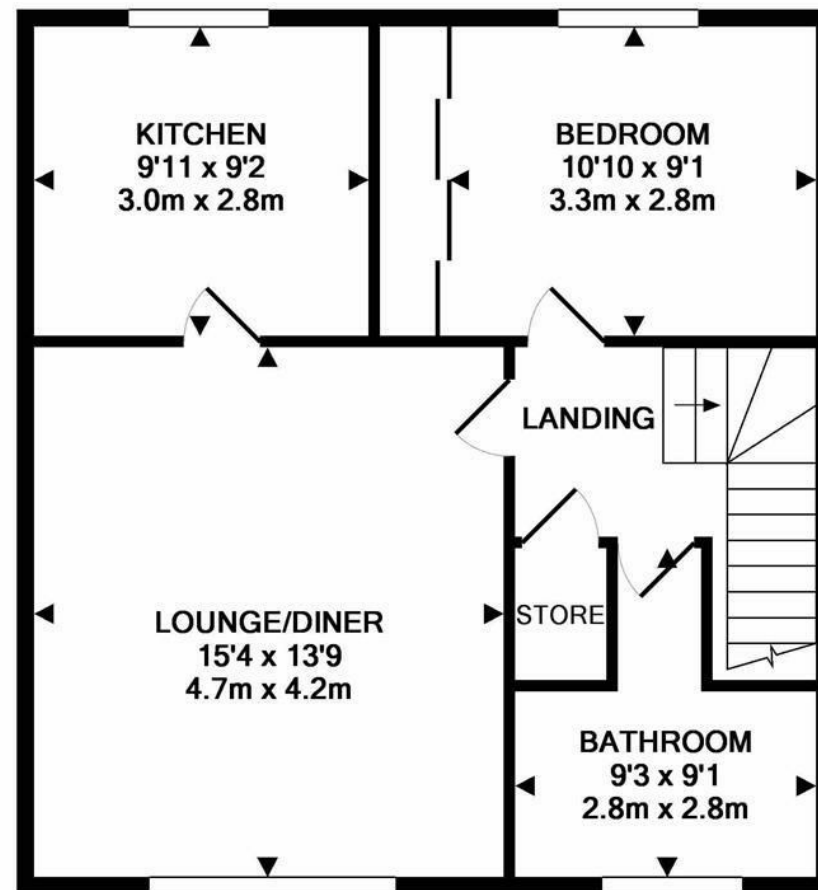 KITCHEN
9'11 x 9'2
3.0m x 2.8m
BEDROOM
10'10 x 9'1
3.3m x 2.8m
LANDING
LOUNGE/DINER
15'4 x 13'9
4.7m x 4.2m
STORE
BATHROOM
9'3 x 9'1
2.8m x 2.8m